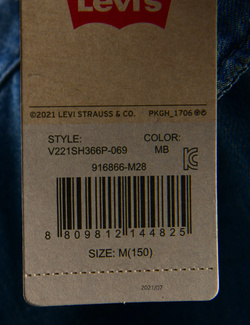 Levi's
©2021 LEVI STRAUSS & CO. PKGH_1706 ®©
STYLE: COLOR:
V221SH366P-069 MB
916866-M28
8 809812 144825
SIZE: M(150)
2021/07